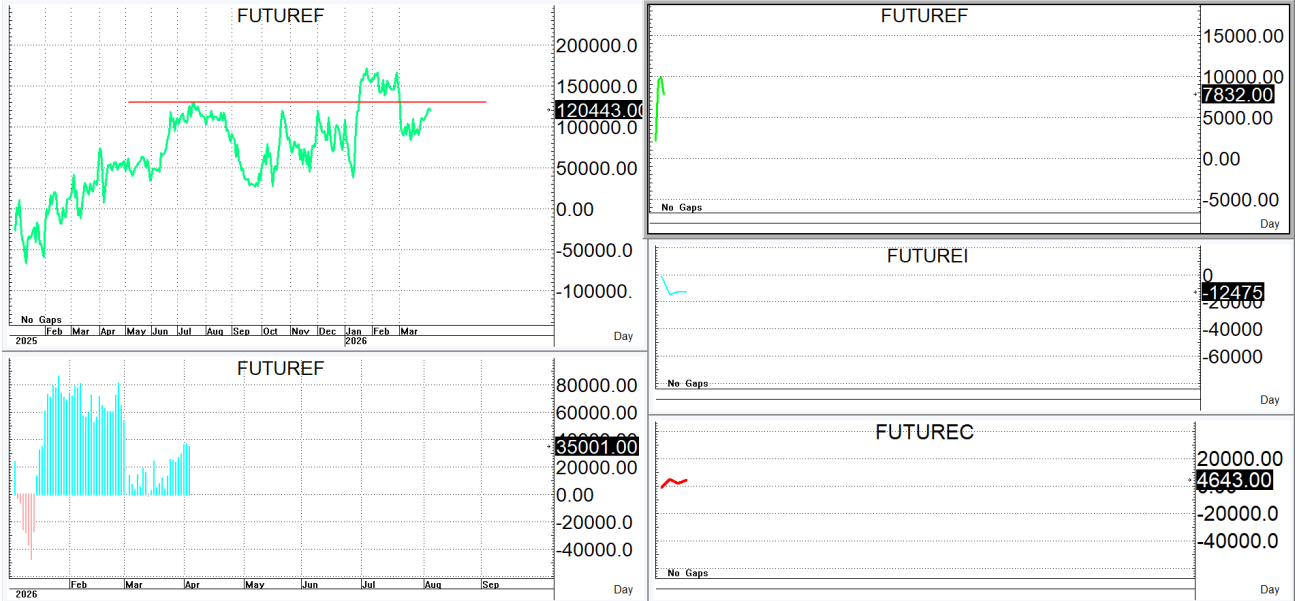 FUTUREF
200000.0
150000.0
120443.00
100000.0
50000.00
0.00
-50000.0
-100000.
No Gaps
Feb Mar Apr May Jun Jul Aug Sep Oct Nov Dec Jan Feb Mar
2025 2026
Day
FUTUREF
80000.00
60000.00
35001.00
20000.00
0.00
-20000.0
-40000.0
Feb Mar Apr May Jun Jul Aug Sep
2026
Day
FUTUREF
15000.00
10000.00
7832.00
5000.00
0.00
-5000.00
No Gaps
Day
FUTUREI
0
-12475
-20000
-40000
-60000
No Gaps
Day
FUTUREC
20000.00
4643.00
-20000.0
-40000.0
No Gaps
Day